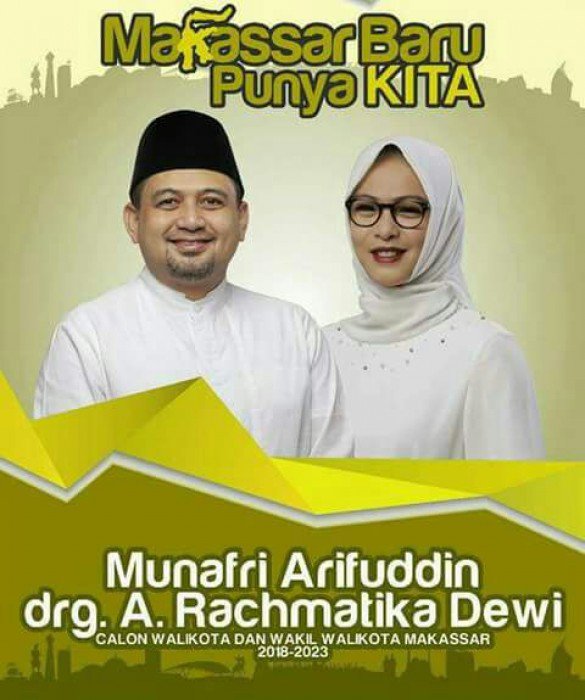 Makassar Baru
Punya KITA
Munafri Arifuddin
drg. A. Rachmatika Dewi
CALON WALIKOTA DAN WAKIL WALIKOTA MAKASSAR
2018-2023